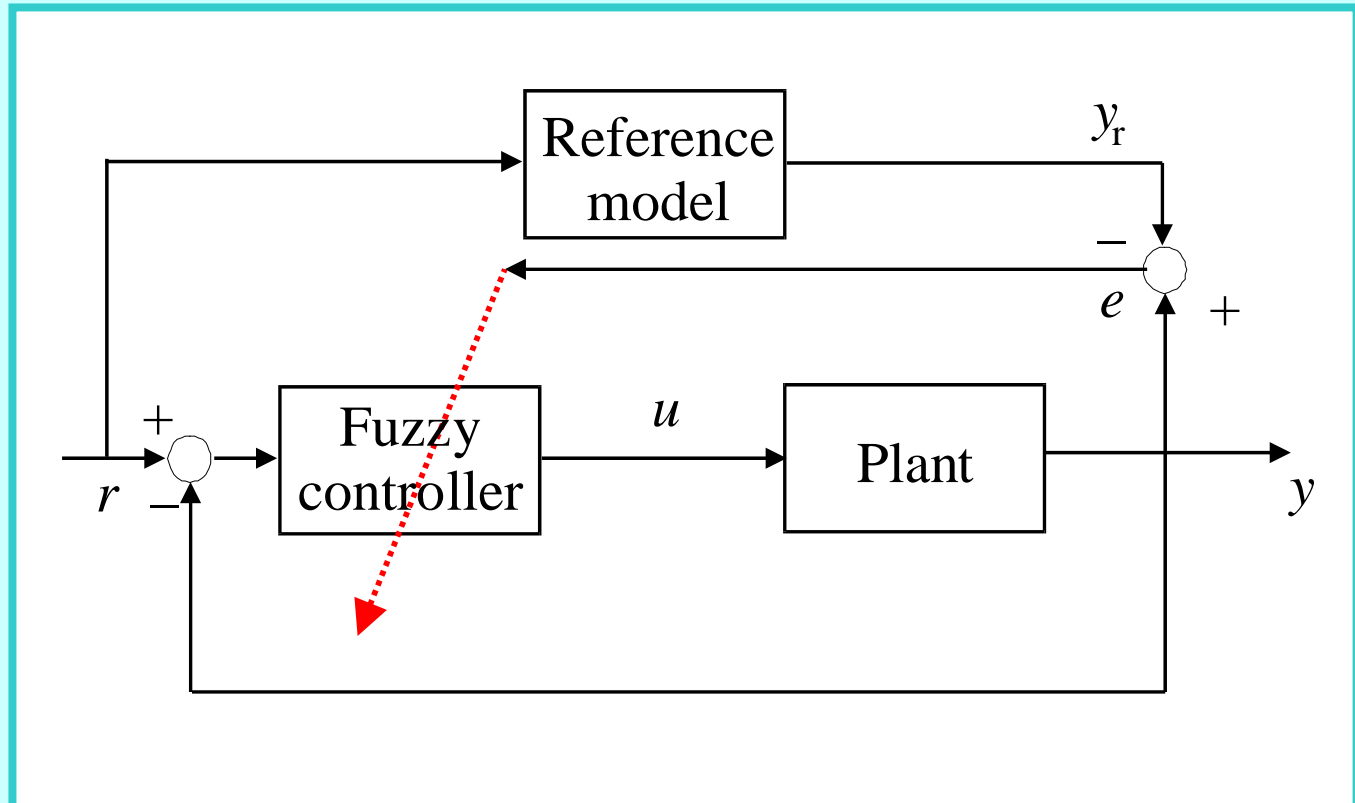 Reference
model
y_r
−
e
+
+
Fuzzy
controller
u
Plant
r
−
y